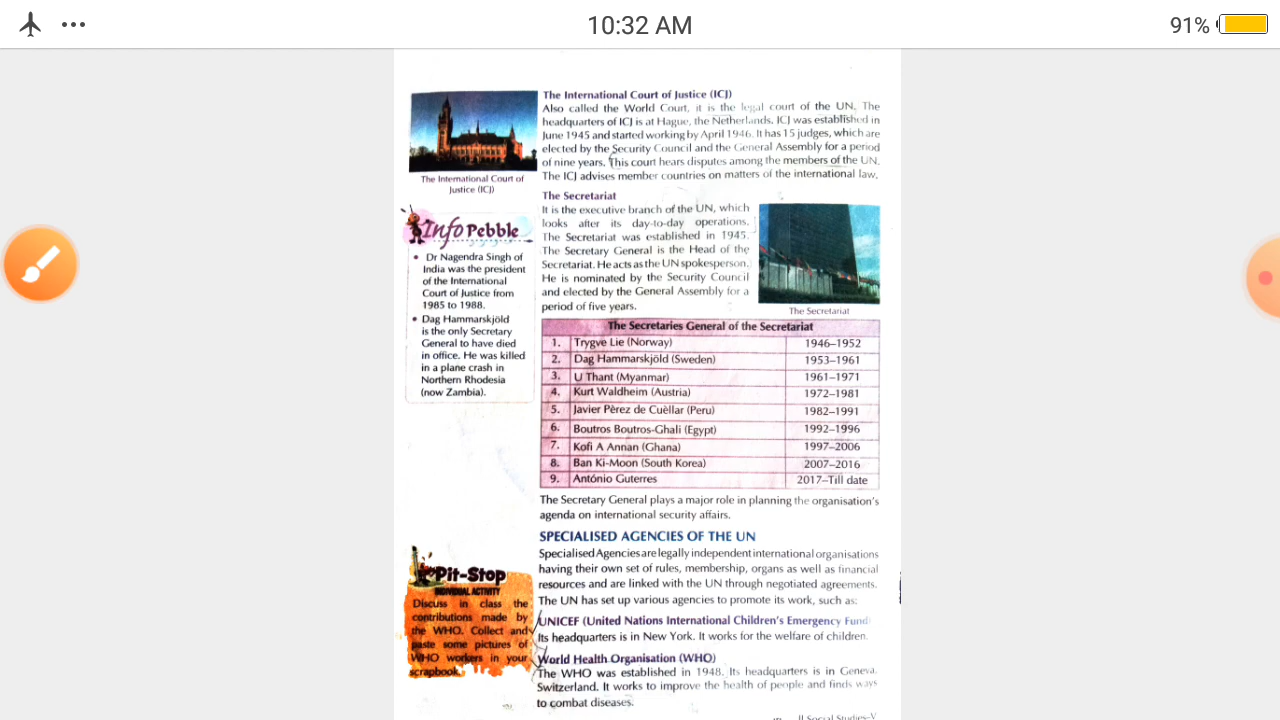 10:32 AM
91%
The International Court of Justice (ICJ)
Also called the World Court, it is the legal court of the UN. The
headquarters of ICJ is at Hague, the Netherlands. ICJ was established in
June 1945 and started working by April 1946. It has 15 judges, which are
elected by the Security Council and the General Assembly for a period
of nine years. This court hears disputes among the members of the UN.
The ICJ advises member countries on matters of the international law.
The International Court of
Justice (ICJ)
The Secretariat
It is the executive branch of the UN, which
looks after its day-to-day operations.
The Secretariat was established in 1945.
The Secretary General is the Head of the
Secretariat. He acts as the UN spokesperson.
He is nominated by the Security Council
and elected by the General Assembly for a
period of five years.
The Secretariat
Info Pebble
• Dr Nagendra Singh of
India was the president
of the International
Court of Justice from
1985 to 1988.
• Dag Hammarskjöld
is the only Secretary
General to have died
in office. He was killed
in a plane crash in
Northern Rhodesia
(now Zambia).
The Secretaries General of the Secretariat
1. Trygve Lie (Norway) 1946–1952
2. Dag Hammarskjöld (Sweden) 1953–1961
3. U Thant (Myanmar) 1961–1971
4. Kurt Waldheim (Austria) 1972–1981
5. Javier Pèrez de Cuèllar (Peru) 1982–1991
6. Boutros Boutros-Ghali (Egypt) 1992–1996
7. Kofi A Annan (Ghana) 1997–2006
8. Ban Ki-Moon (South Korea) 2007–2016
9. António Guterres 2017–Till date
The Secretary General plays a major role in planning the organisation's
agenda on international security affairs.
SPECIALISED AGENCIES OF THE UN
Specialised Agencies are legally independent international organisations
having their own set of rules, membership, organs as well as financial
resources and are linked with the UN through negotiated agreements.
The UN has set up various agencies to promote its work, such as:
UNICEF (United Nations International Children's Emergency Fund)
Its headquarters is in New York. It works for the welfare of children.
World Health Organisation (WHO)
The WHO was established in 1948. Its headquarters is in Geneva,
Switzerland. It works to improve the health of people and finds ways
to combat diseases.
Pit-Stop
INDIVIDUAL ACTIVITY
Discuss in class the
contributions made by
the WHO. Collect and
paste some pictures of
WHO workers in your
scrapbook.
Social Studies–V